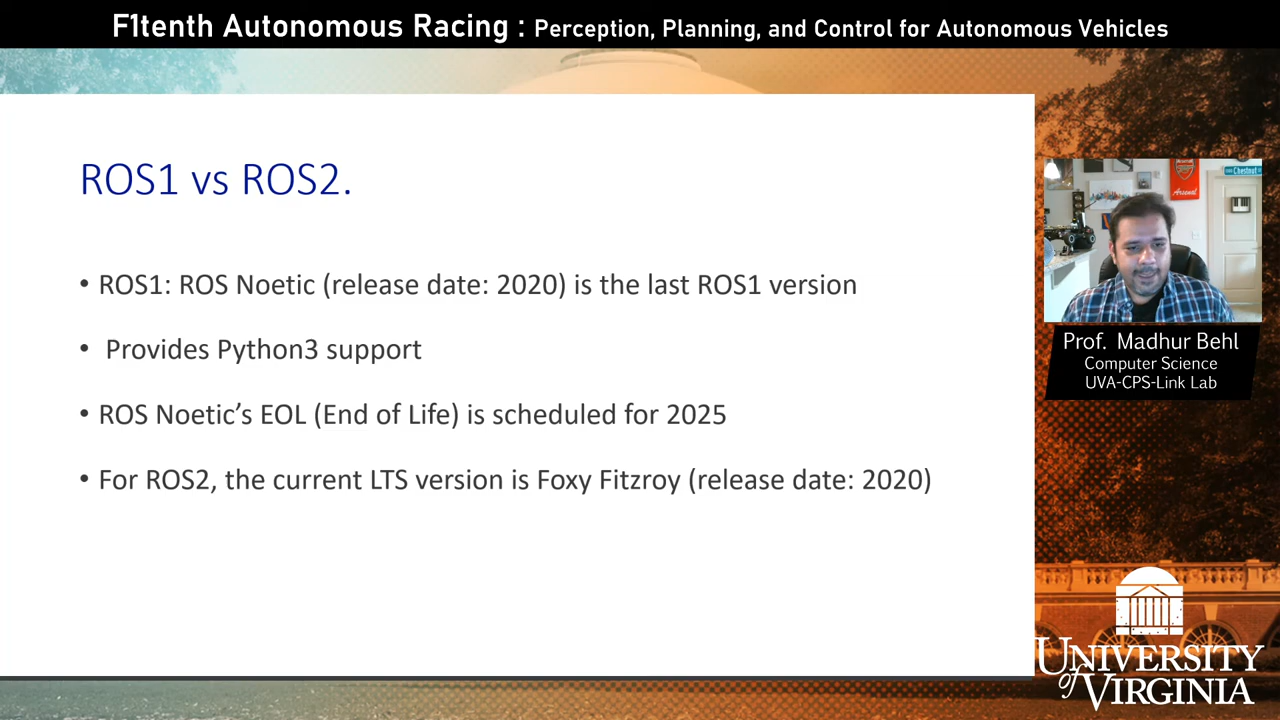 F1tenth Autonomous Racing : Perception, Planning, and Control for Autonomous Vehicles
ROS1 vs ROS2.
• ROS1: ROS Noetic (release date: 2020) is the last ROS1 version
• Provides Python3 support
• ROS Noetic’s EOL (End of Life) is scheduled for 2025
• For ROS2, the current LTS version is Foxy Fitzroy (release date: 2020)
Arsenal
Chestnut
Prof. Madhur Behl
Computer Science
UVA-CPS-Link Lab
UNIVERSITY
of VIRGINIA